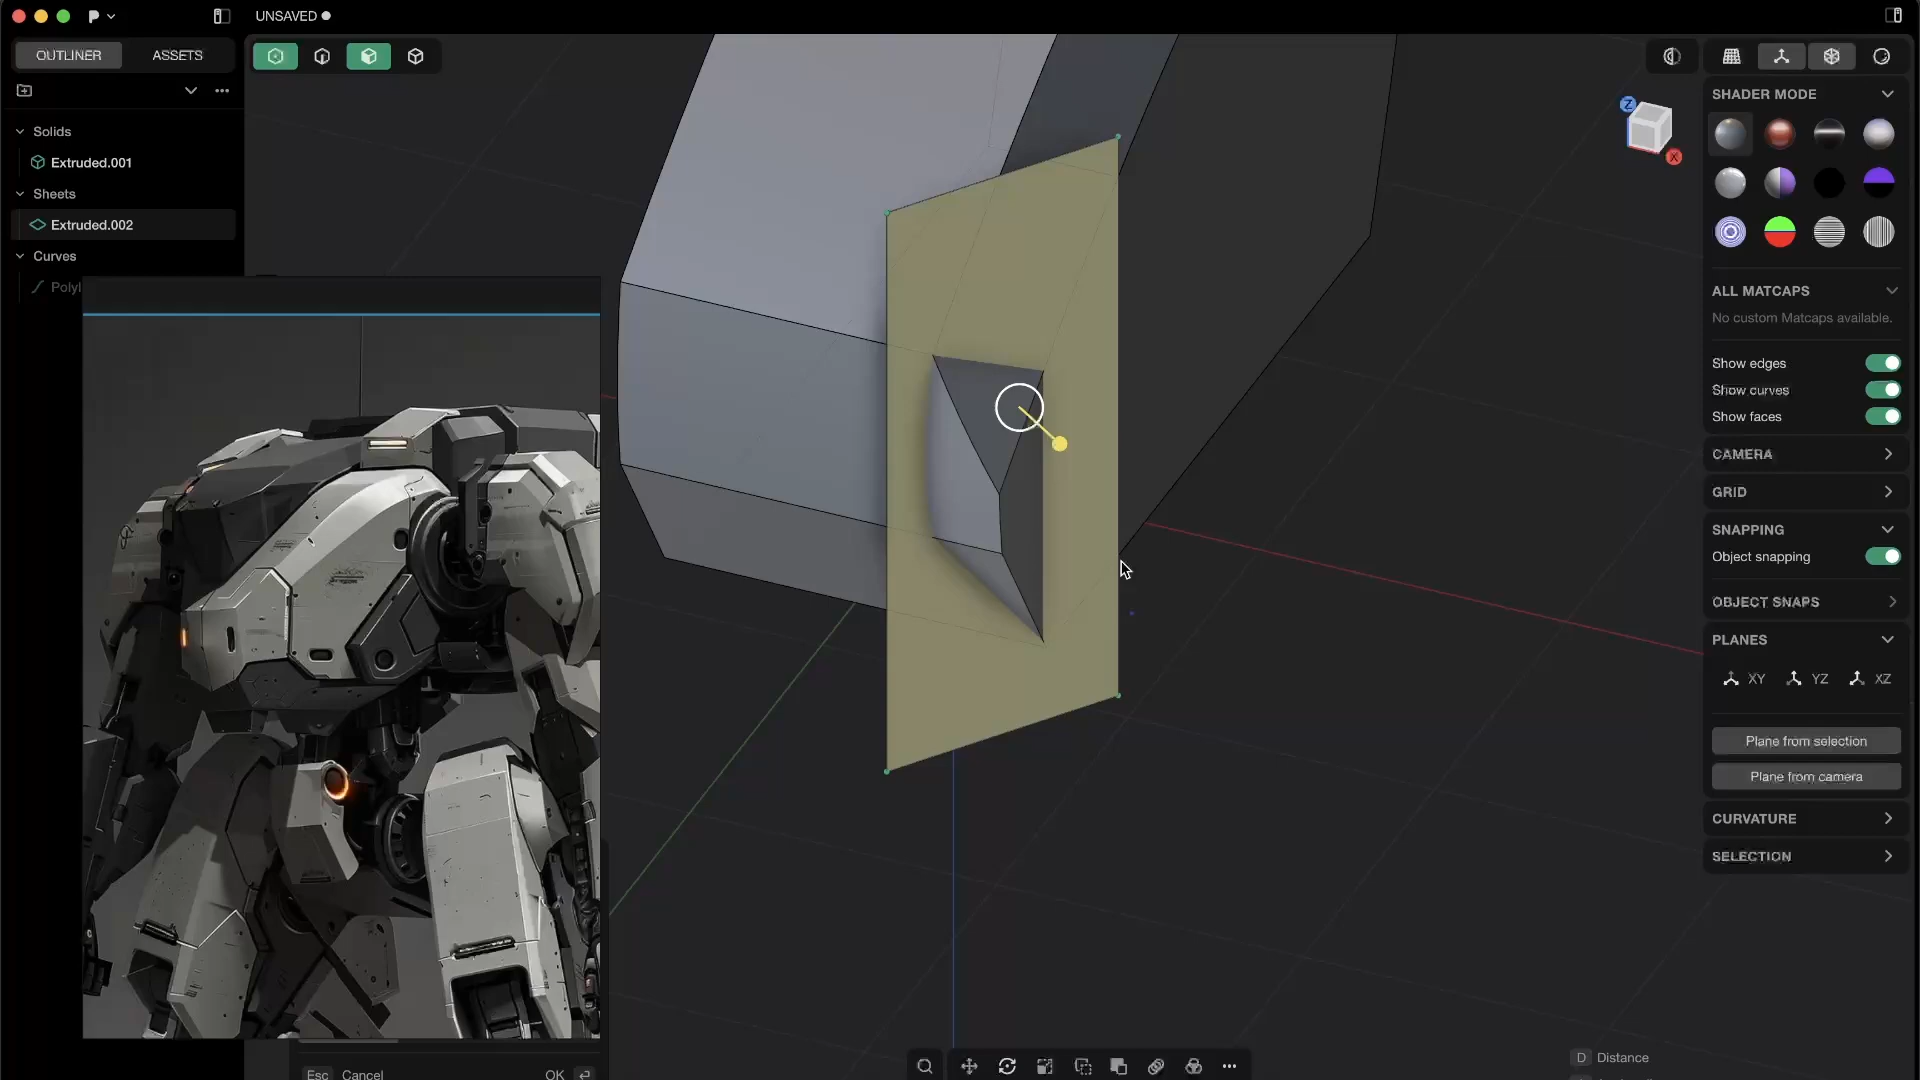 UNSAVED
OUTLINER ASSETS
Solids
Extruded.001
Sheets
Extruded.002
Curves
Polyl
Esc Cancel OK
Z
X
SHADER MODE
ALL MATCAPS
No custom Matcaps available.
Show edges
Show curves
Show faces
CAMERA
GRID
SNAPPING
Object snapping
OBJECT SNAPS
PLANES
XY YZ XZ
Plane from selection
Plane from camera
CURVATURE
SELECTION
D Distance